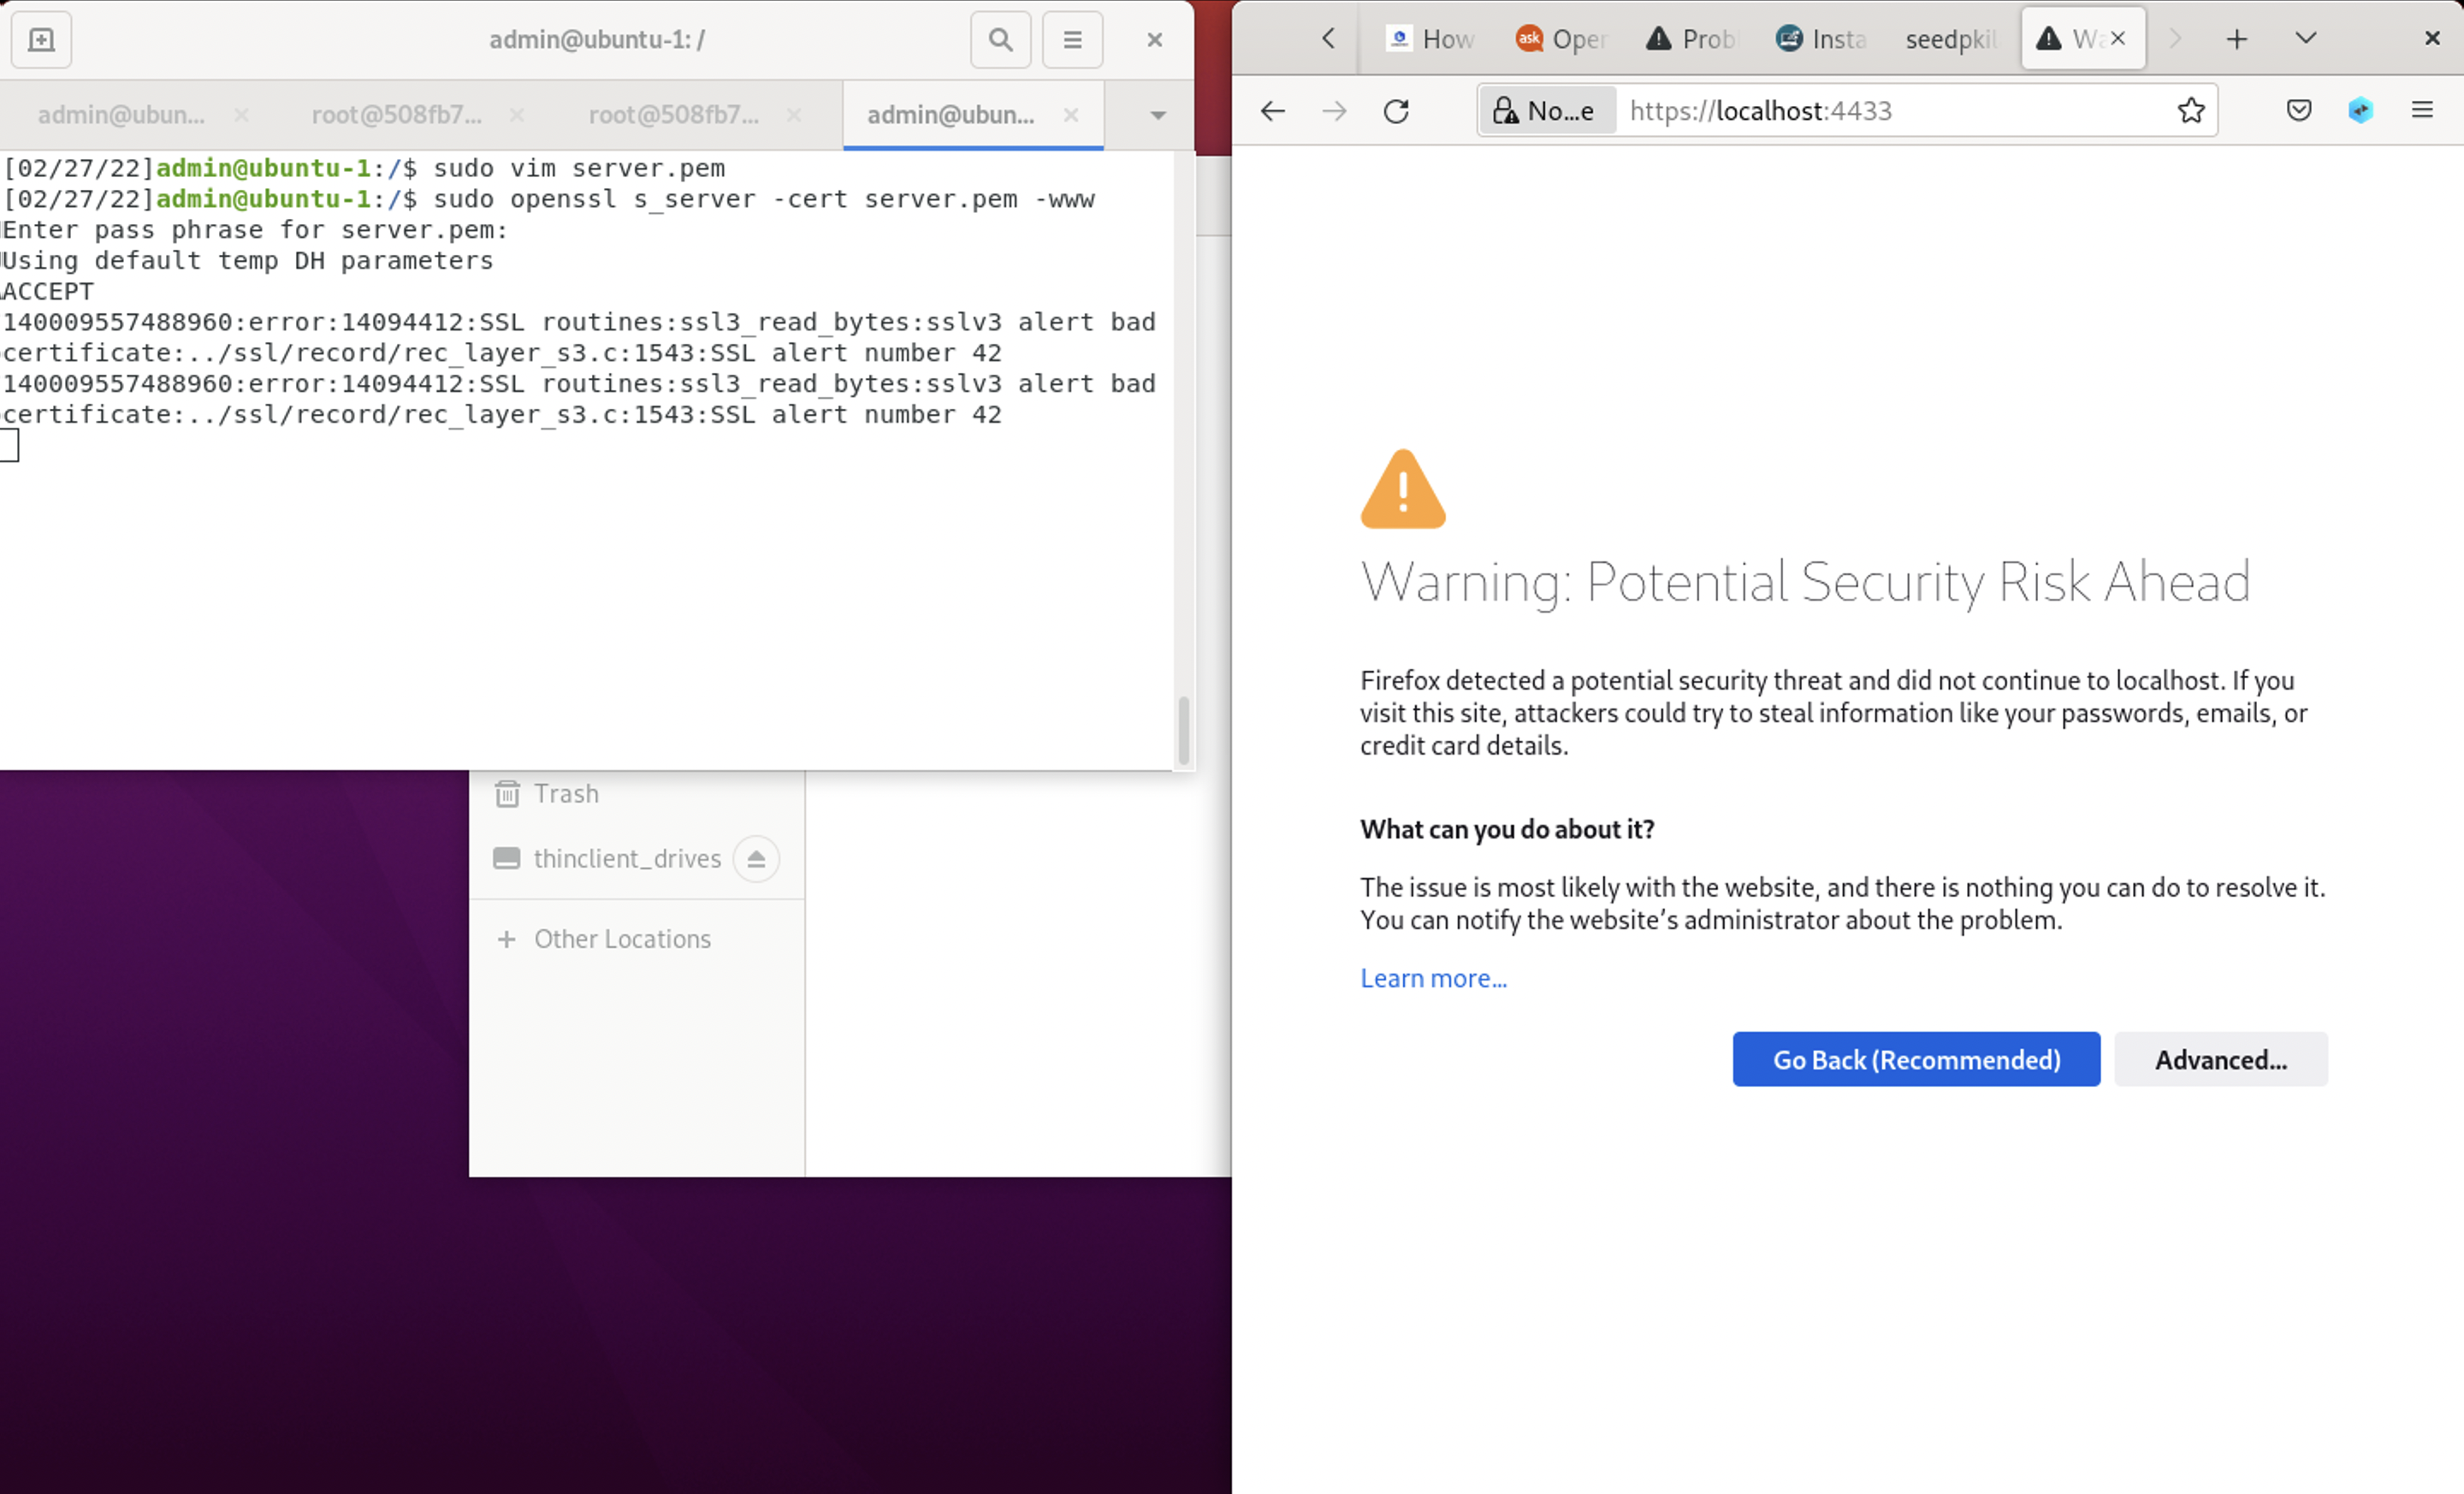 admin@ubuntu-1: /
admin@ubun...
root@508fb7...
root@508fb7...
admin@ubun...
[02/27/22]admin@ubuntu-1:/$ sudo vim server.pem
[02/27/22]admin@ubuntu-1:/$ sudo openssl s_server -cert server.pem -www
Enter pass phrase for server.pem:
Using default temp DH parameters
ACCEPT
140009557488960:error:14094412:SSL routines:ssl3_read_bytes:sslv3 alert bad
certificate:../ssl/record/rec_layer_s3.c:1543:SSL alert number 42
140009557488960:error:14094412:SSL routines:ssl3_read_bytes:sslv3 alert bad
certificate:../ssl/record/rec_layer_s3.c:1543:SSL alert number 42
Trash
thinclient_drives
Other Locations
How
ask
Oper
Prob
Insta
seedpkil
Wa
No...e
https://localhost:4433
Warning: Potential Security Risk Ahead
Firefox detected a potential security threat and did not continue to localhost. If you
visit this site, attackers could try to steal information like your passwords, emails, or
credit card details.
What can you do about it?
The issue is most likely with the website, and there is nothing you can do to resolve it.
You can notify the website’s administrator about the problem.
Learn more...
Go Back (Recommended)
Advanced...